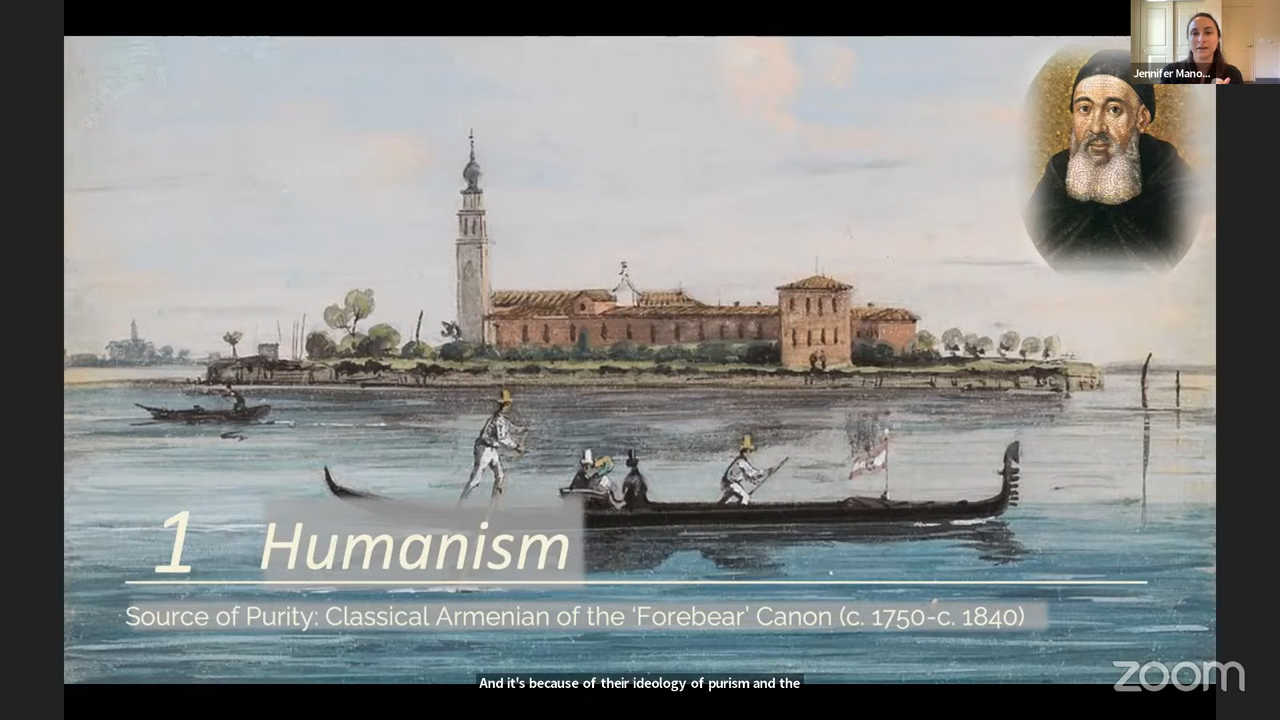 Jennifer Mano...
1 Humanism
Source of Purity: Classical Armenian of the ‘Forebear’ Canon (c. 1750-c. 1840)
And it's because of their ideology of purism and the
zoom